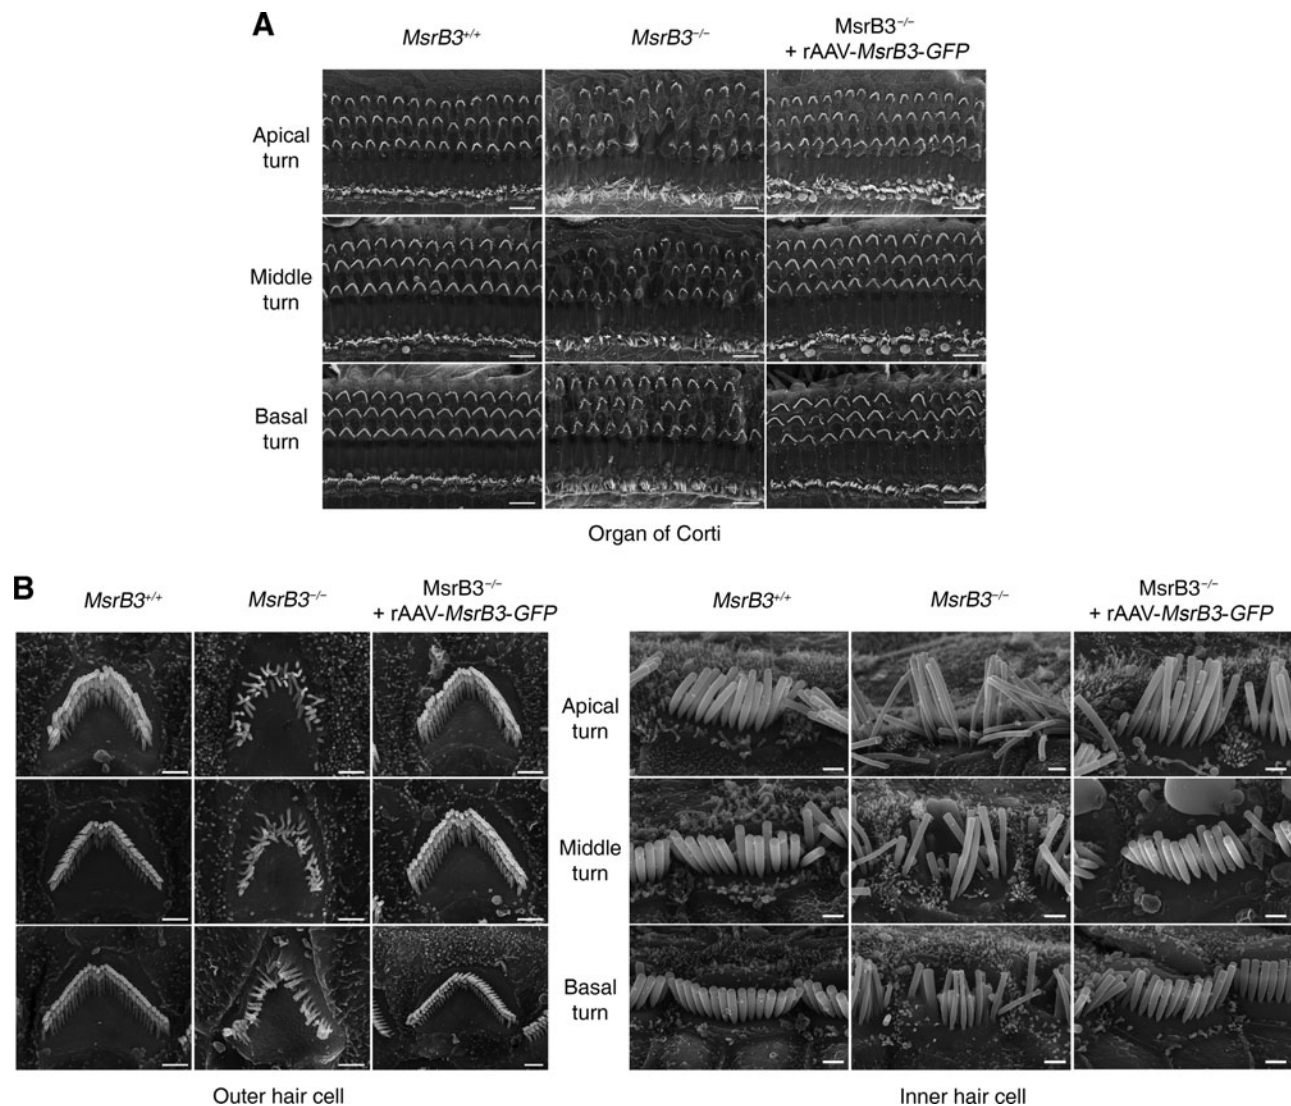 A
MsrB3+/+
MsrB3−/−
MsrB3−/−
+ rAAV-MsrB3-GFP
Apical
turn
Middle
turn
Basal
turn
Organ of Corti
B
MsrB3+/+
MsrB3−/−
MsrB3−/−
+ rAAV-MsrB3-GFP
MsrB3+/+
MsrB3−/−
MsrB3−/−
+ rAAV-MsrB3-GFP
Apical
turn
Middle
turn
Basal
turn
Outer hair cell
Inner hair cell